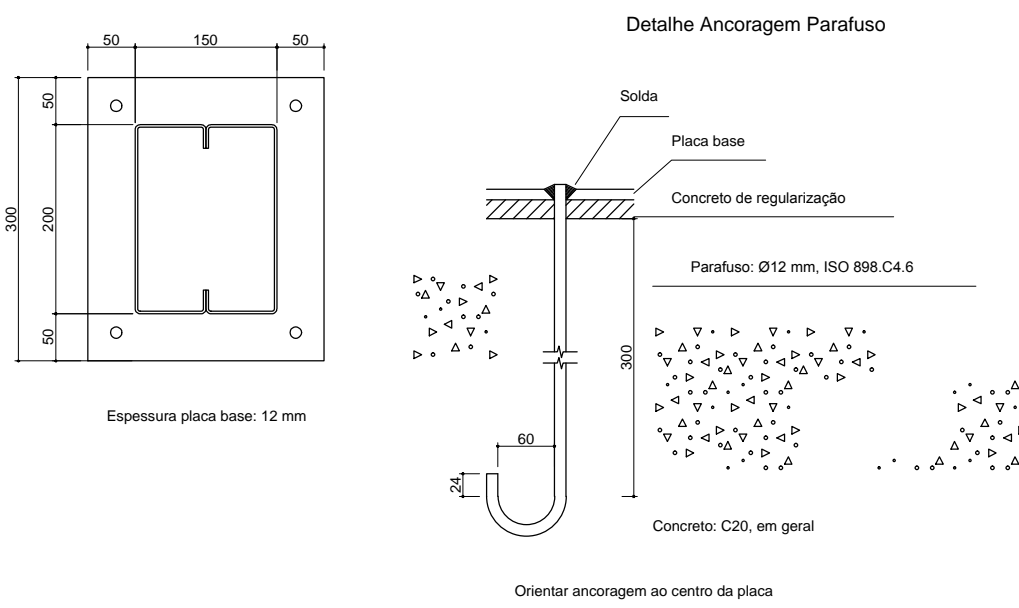 Detalhe Ancoragem Parafuso
50
150
50
300
50
200
50
Espessura placa base: 12 mm
Solda
Placa base
Concreto de regularização
Parafuso: Ø12 mm, ISO 898.C4.6
300
60
24
Concreto: C20, em geral
Orientar ancoragem ao centro da placa